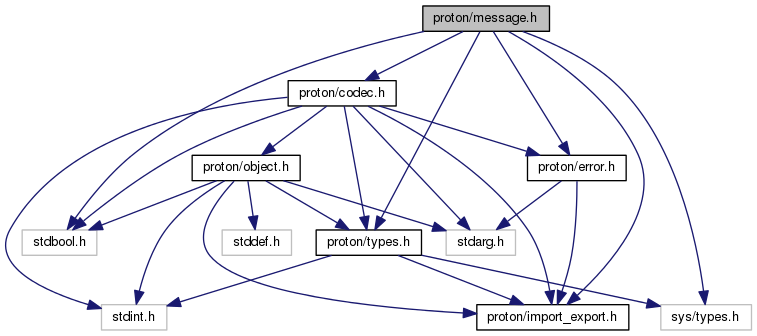 proton/message.h
proton/codec.h
proton/object.h
proton/error.h
stdbool.h
stddef.h
proton/types.h
stdarg.h
stdint.h
proton/import_export.h
sys/types.h